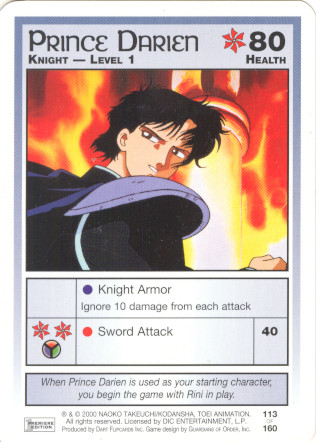 PRINCE DARIEN 80
KNIGHT — LEVEL 1 HEALTH
Knight Armor
Ignore 10 damage from each attack
Sword Attack 40
When Prince Darien is used as your starting character,
you begin the game with Rini in play.
PREMIERE
EDITION
® & © 2000 NAOKO TAKEUCHI/KODANSHA, TOEI ANIMATION.
All rights reserved. Licensed by DIC ENTERTAINMENT, L.P.
PRODUCED BY DART FLIPCARDS INC. Game design by GUARDIANS OF ORDER, INC.
113
OF
160